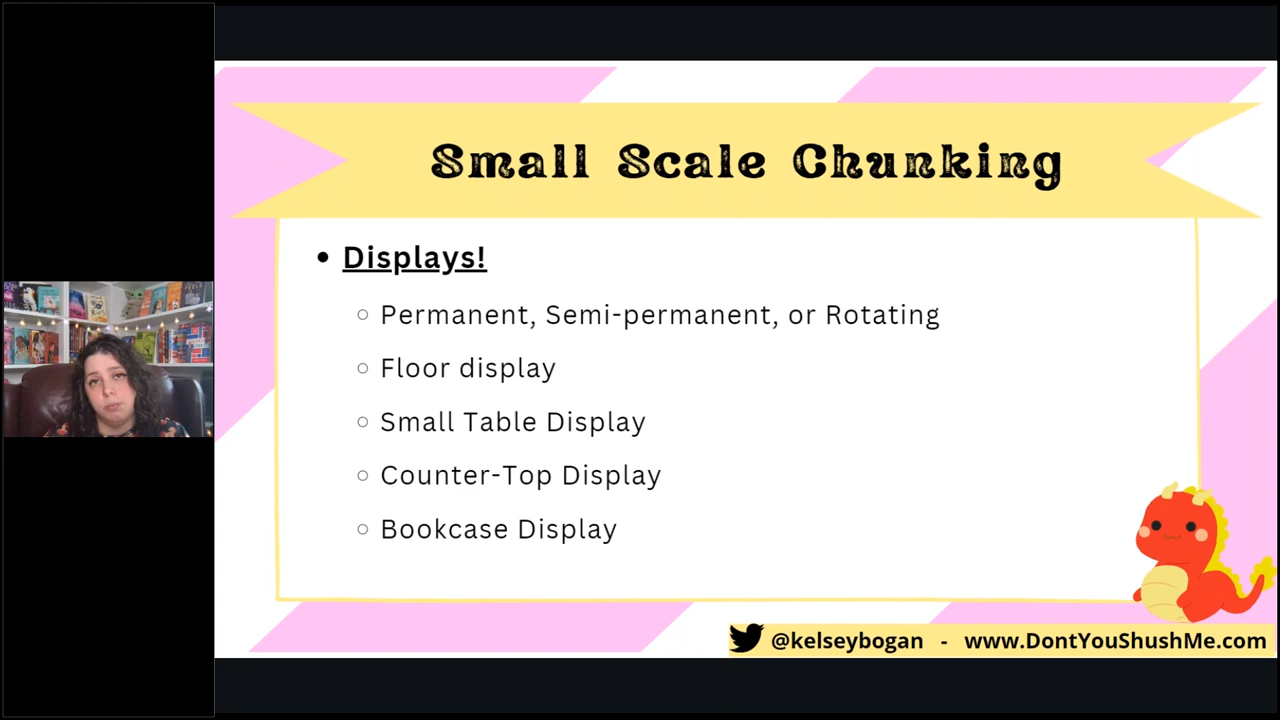 Small Scale Chunking
Displays!
Permanent, Semi-permanent, or Rotating
Floor display
Small Table Display
Counter-Top Display
Bookcase Display
@kelseybogan - www.DontYouShushMe.com